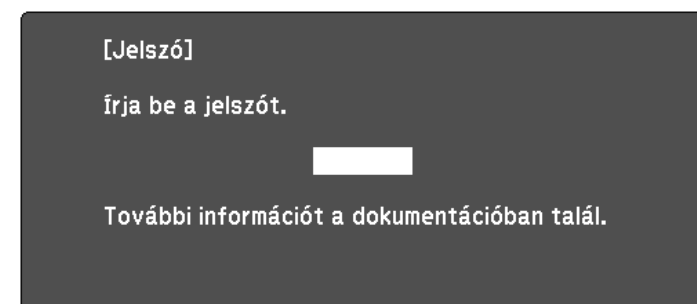 [Jelszó]
Írja be a jelszót.
További információt a dokumentációban talál.